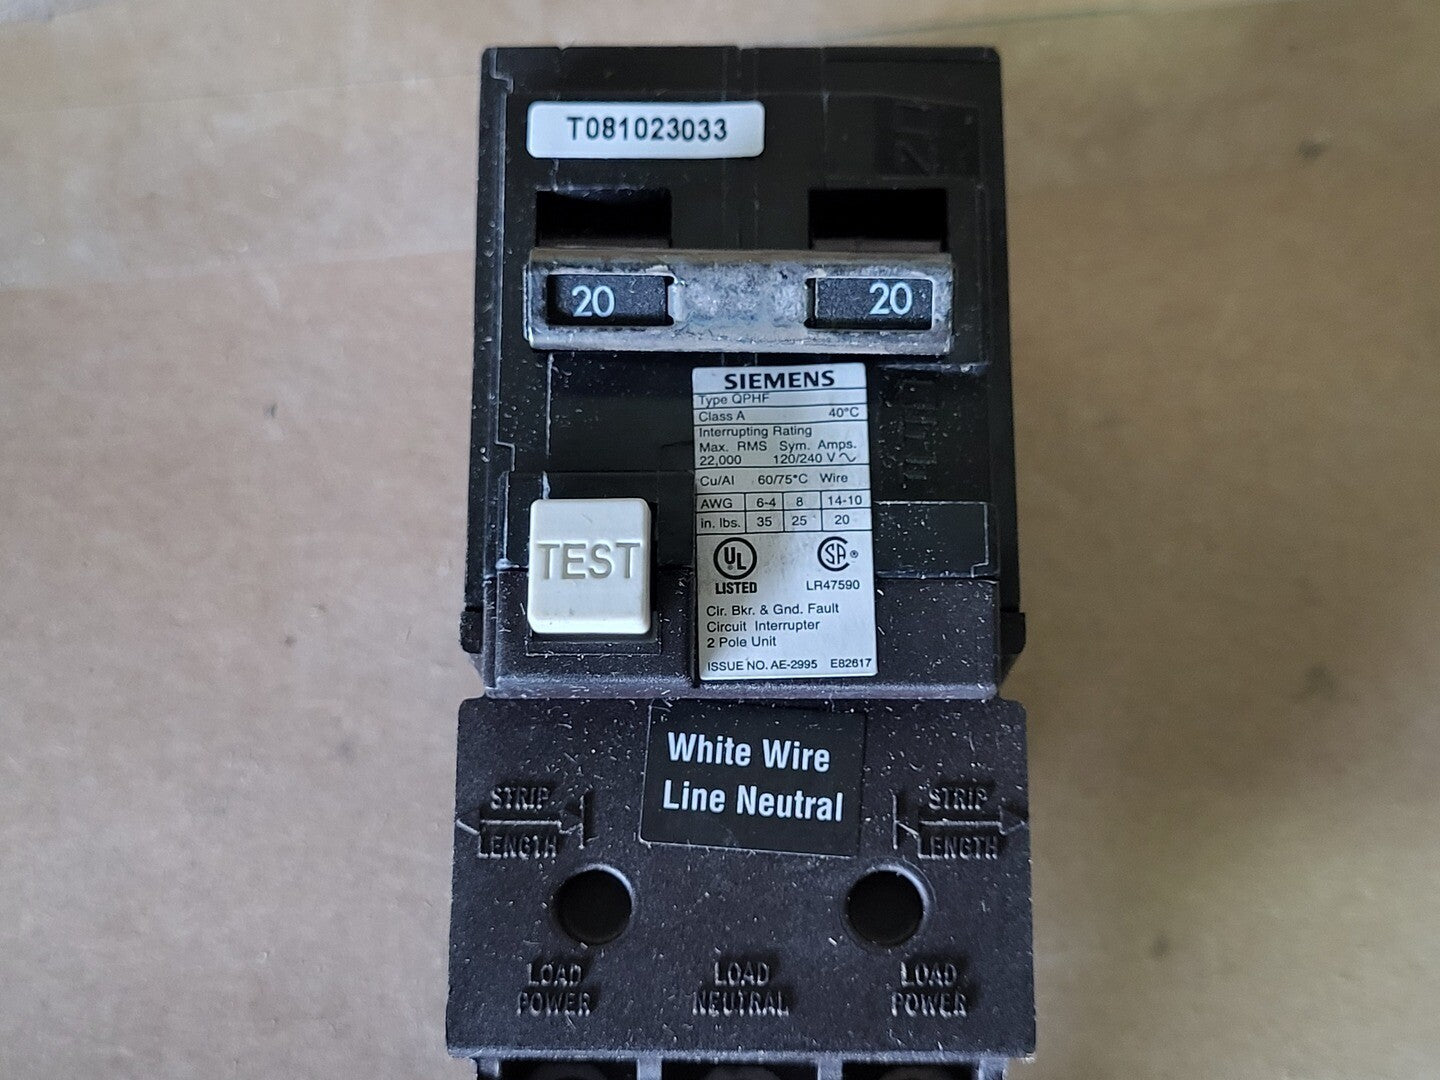 T081023033
20 20
SIEMENS
Type QPHF
Class A 40°C
Interrupting Rating
Max. RMS Sym. Amps.
22,000 120/240 V ∿
Cu/Al 60/75°C Wire
AWG 6-4 8 14-10
in. lbs. 35 25 20
UL SA ®
LISTED LR47590
Cir. Bkr. & Gnd. Fault
Circuit Interrupter
2 Pole Unit
ISSUE NO. AE-2995 E82617
TEST
White Wire
Line Neutral
STRIP STRIP
LENGTH LENGTH
LOAD LOAD LOAD
POWER NEUTRAL POWER